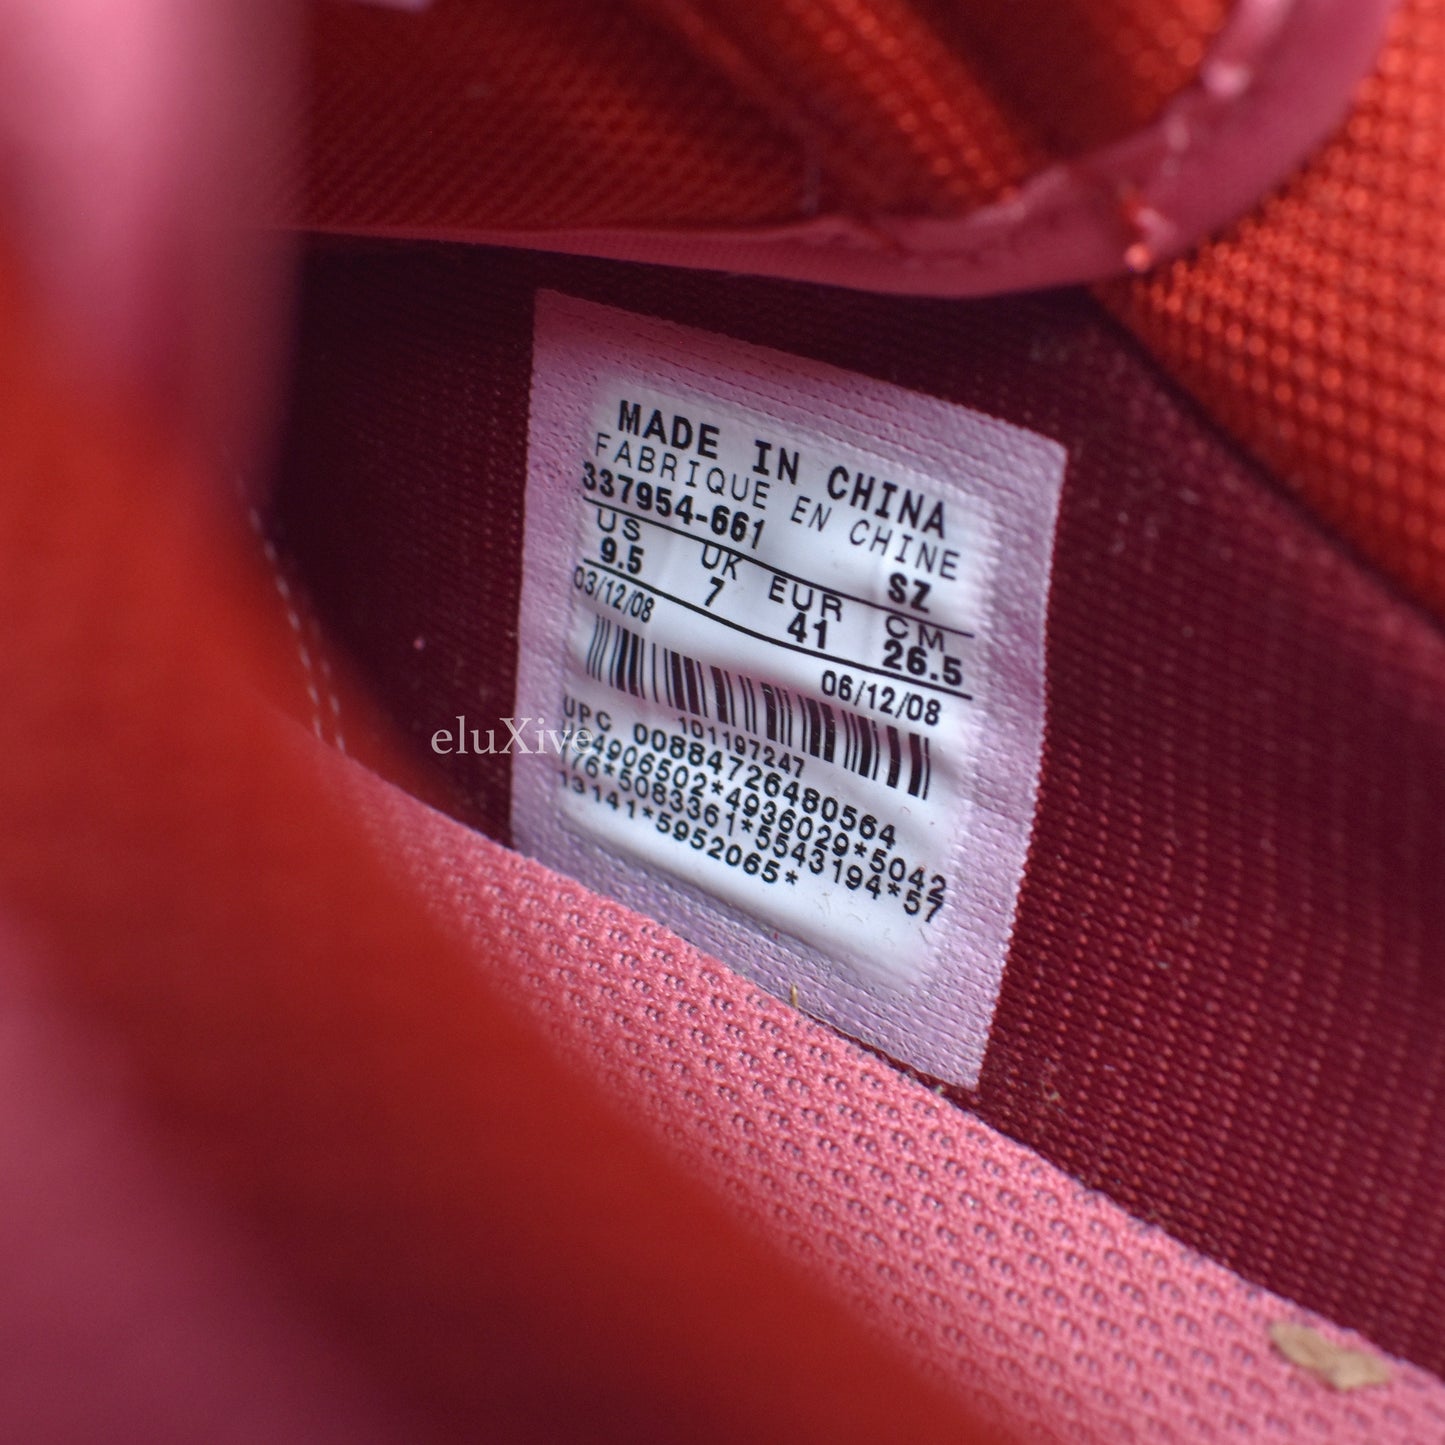 MADE IN CHINA
FABRIQUE EN CHINE
337954-661 SZ
US UK EUR CM
9.5 7 41 26.5
03/12/08 06/12/08
101197247
UPC 00884726480564
4906502*4936029*5042
176*5083361*5543194*57
13141*5952065*
eluXive